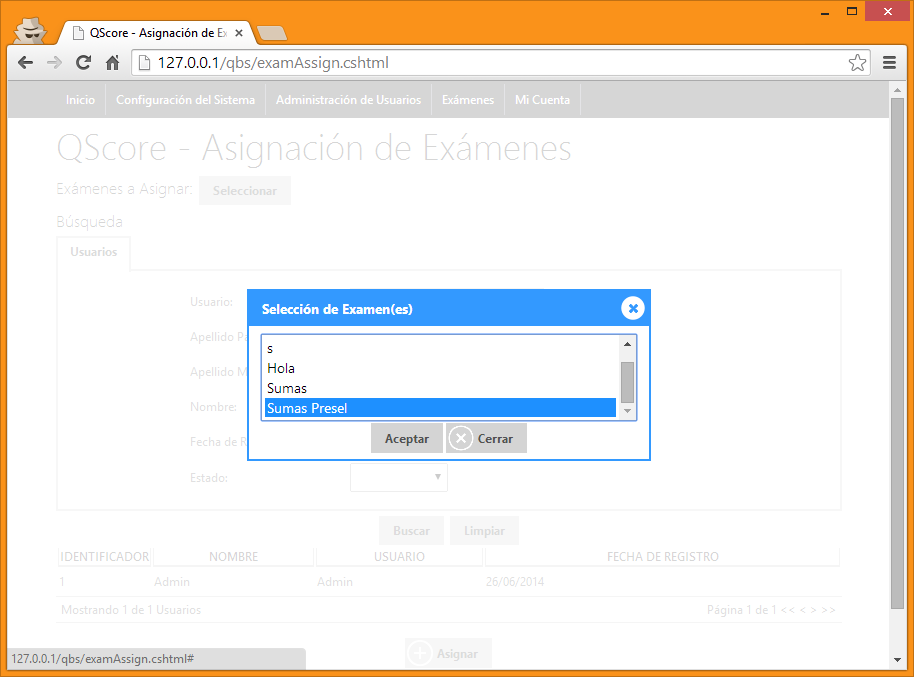 QScore - Asignación de Ex
127.0.0.1/qbs/examAssign.cshtml
Inicio Configuración del Sistema Administración de Usuarios Exámenes Mi Cuenta
QScore - Asignación de Exámenes
Exámenes a Asignar: Seleccionar
Búsqueda
Usuarios
Usuario:
Selección de Examen(es)
Apellido Pa
s
Hola
Apellido M
Sumas
Nombre:
Sumas Presel
Fecha de R
Aceptar Cerrar
Estado:
Buscar Limpiar
IDENTIFICADOR NOMBRE USUARIO FECHA DE REGISTRO
1 Admin Admin 26/06/2014
Mostrando 1 de 1 Usuarios Página 1 de 1 << < > >>
Asignar
127.0.0.1/qbs/examAssign.cshtml#